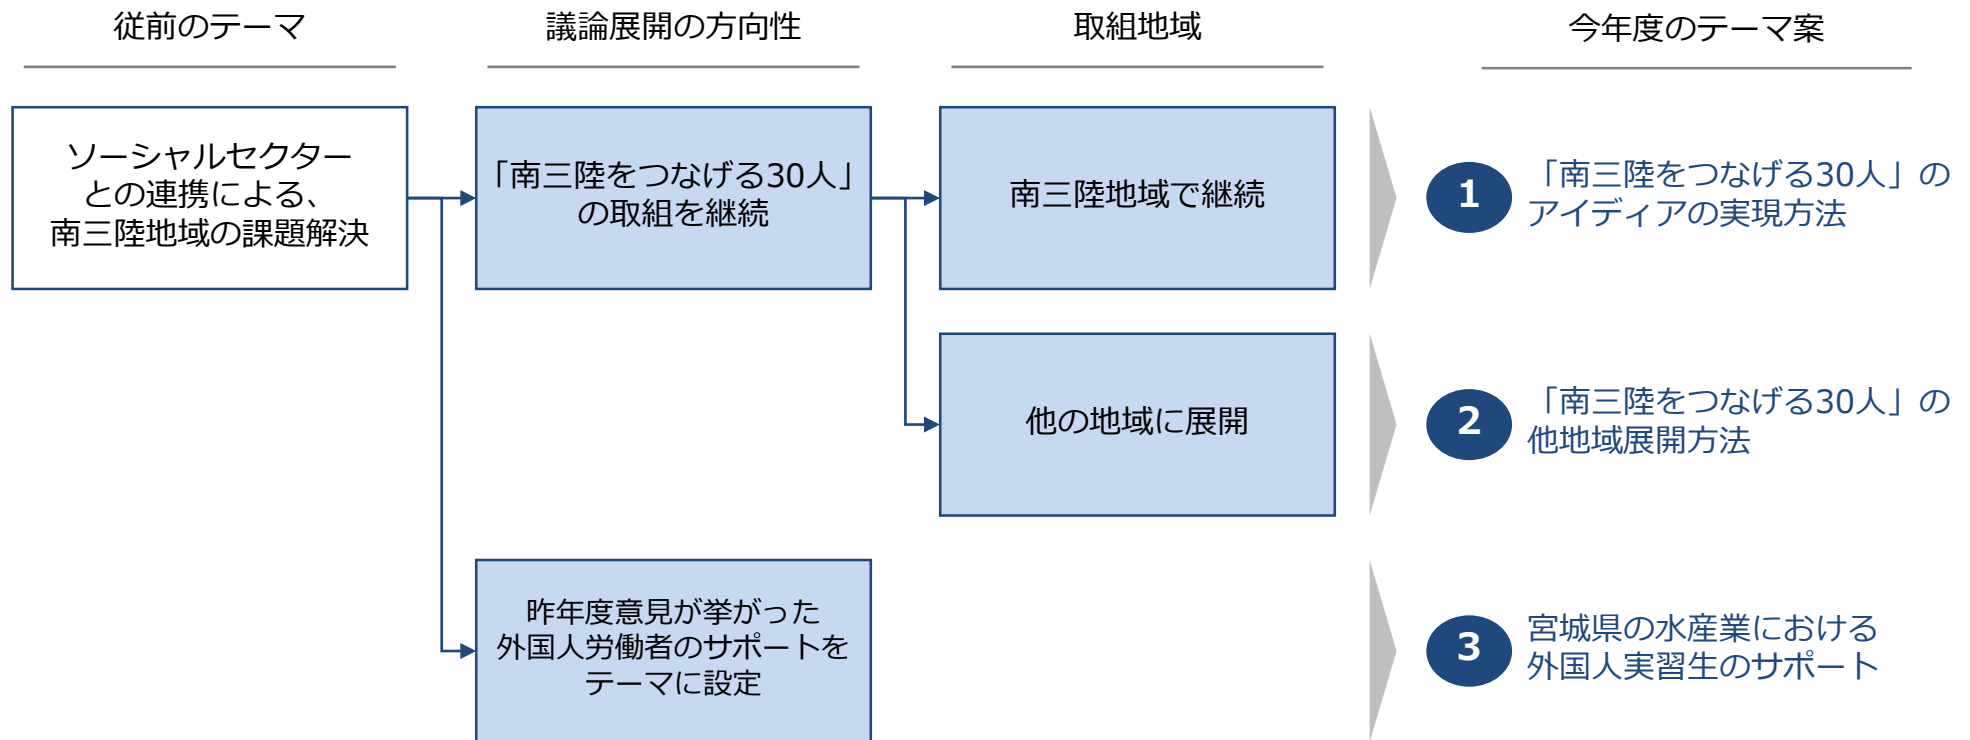 従前のテーマ
議論展開の方向性
取組地域
今年度のテーマ案
ソーシャルセクター
との連携による、
南三陸地域の課題解決
「南三陸をつなげる30人」
の取組を継続
南三陸地域で継続
1
「南三陸をつなげる30人」の
アイディアの実現方法
他の地域に展開
2
「南三陸をつなげる30人」の
他地域展開方法
昨年度意見が挙がった
外国人労働者のサポートを
テーマに設定
3
宮城県の水産業における
外国人実習生のサポート